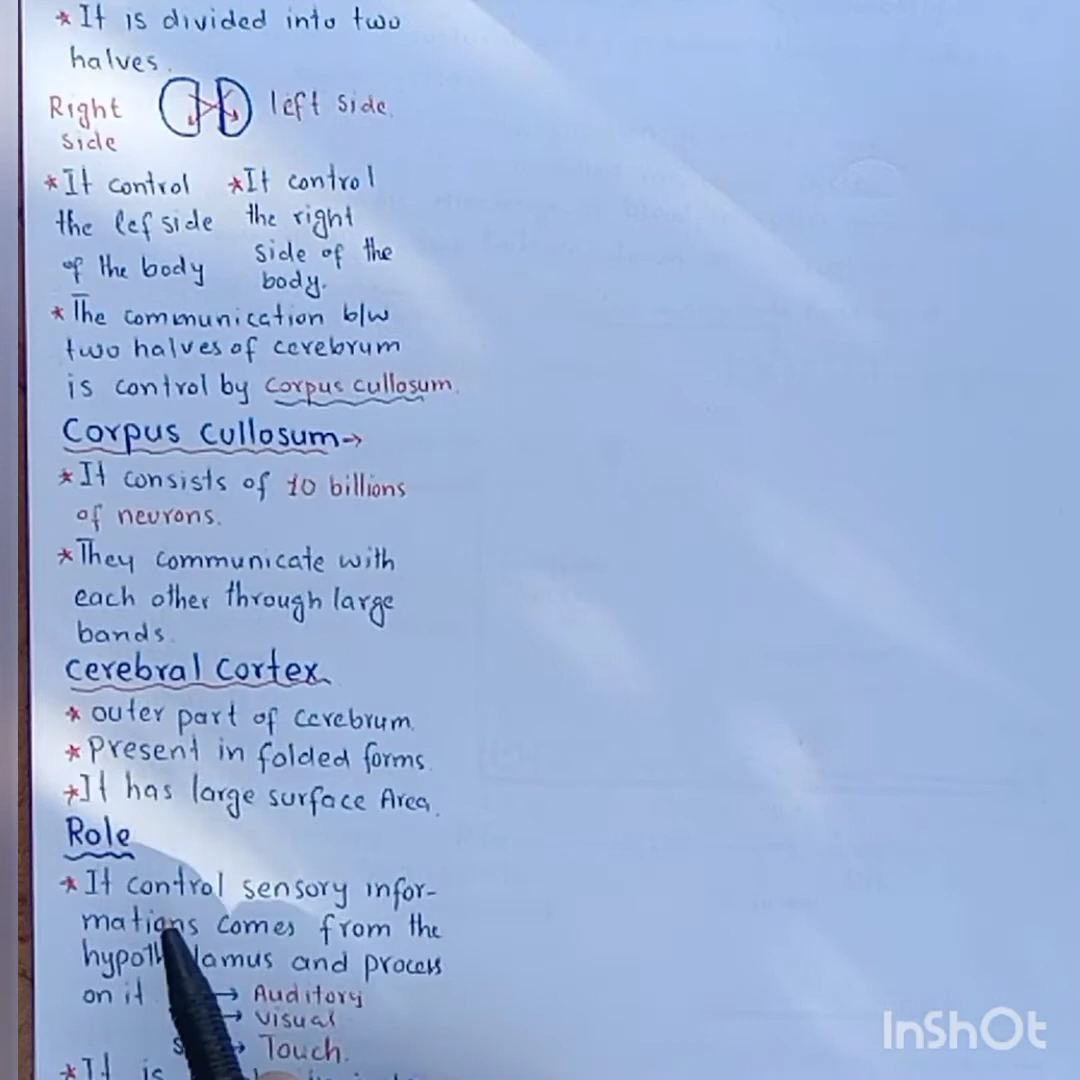 * It is divided into two
halves.
Right side
left side.
* It control
the lef side
of the body
* It control
the right
side of the
body.
* The communication b/w
two halves of cerebrum
is control by corpus cullosum.
Corpus cullosum →
* It consists of 10 billions
of neurons.
* They communicate with
each other through large
bands.
Cerebral Cortex
* outer part of cerebrum.
* Present in folded forms.
* It has large surface Area.
Role
* It control sensory infor-
mations comes from the
and process
on it → Auditory
→ visual
→ Touch.
* It is
InShOt